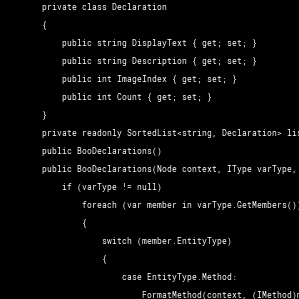 private class Declaration
{
public string DisplayText { get; set; }
public string Description { get; set; }
public int ImageIndex { get; set; }
public int Count { get; set; }
}
private readonly SortedList<string, Declaration> lis
public BooDeclarations()
public BooDeclarations(Node context, IType varType,
if (varType != null)
foreach (var member in varType.GetMembers())
{
switch (member.EntityType)
{
case EntityType.Method:
FormatMethod(context, (IMethod)m